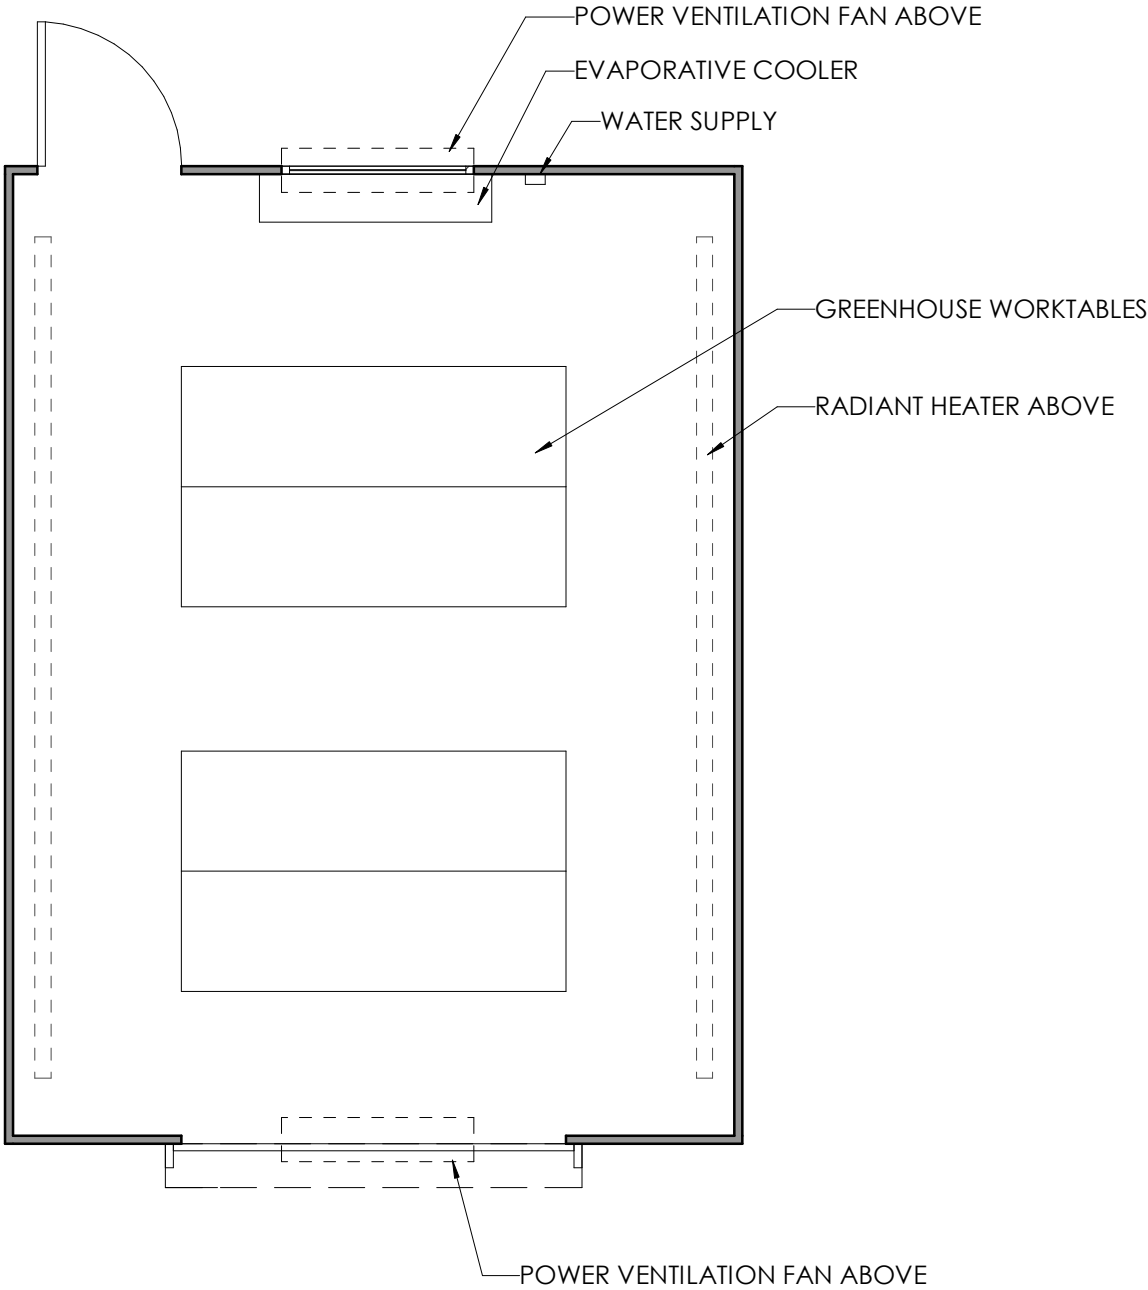 POWER VENTILATION FAN ABOVE
EVAPORATIVE COOLER
WATER SUPPLY
GREENHOUSE WORKTABLES
RADIANT HEATER ABOVE
POWER VENTILATION FAN ABOVE